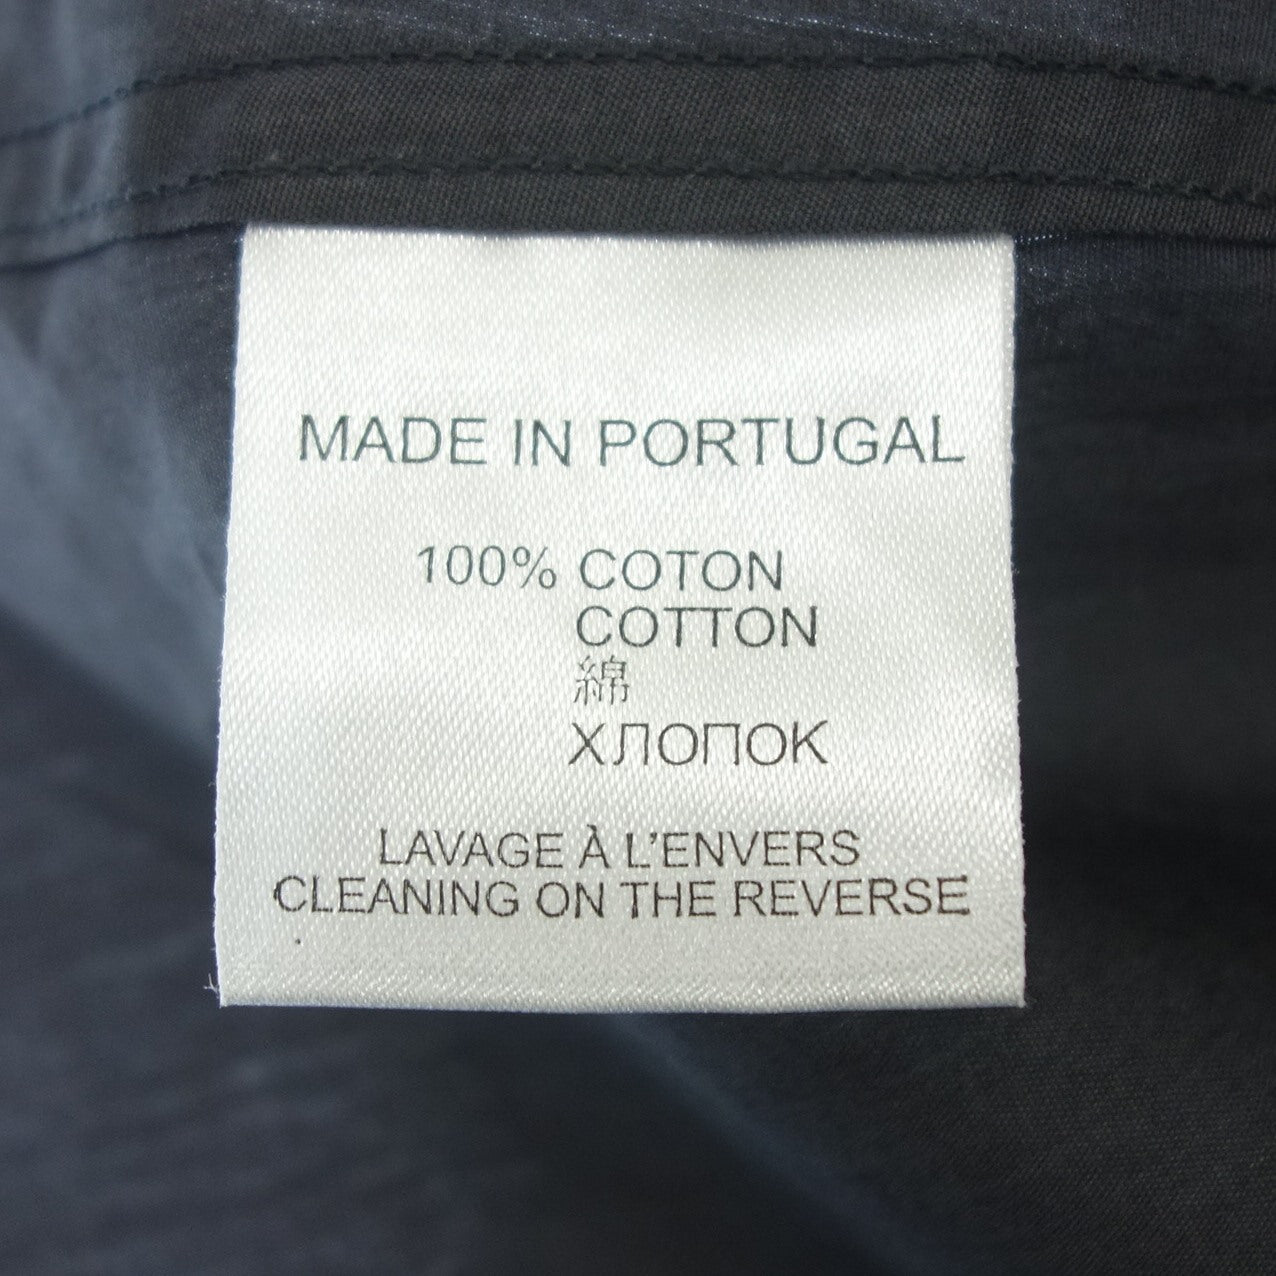 MADE IN PORTUGAL
100% COTON
COTTON
綿
ХЛОПОК
LAVAGE À L'ENVERS
CLEANING ON THE REVERSE